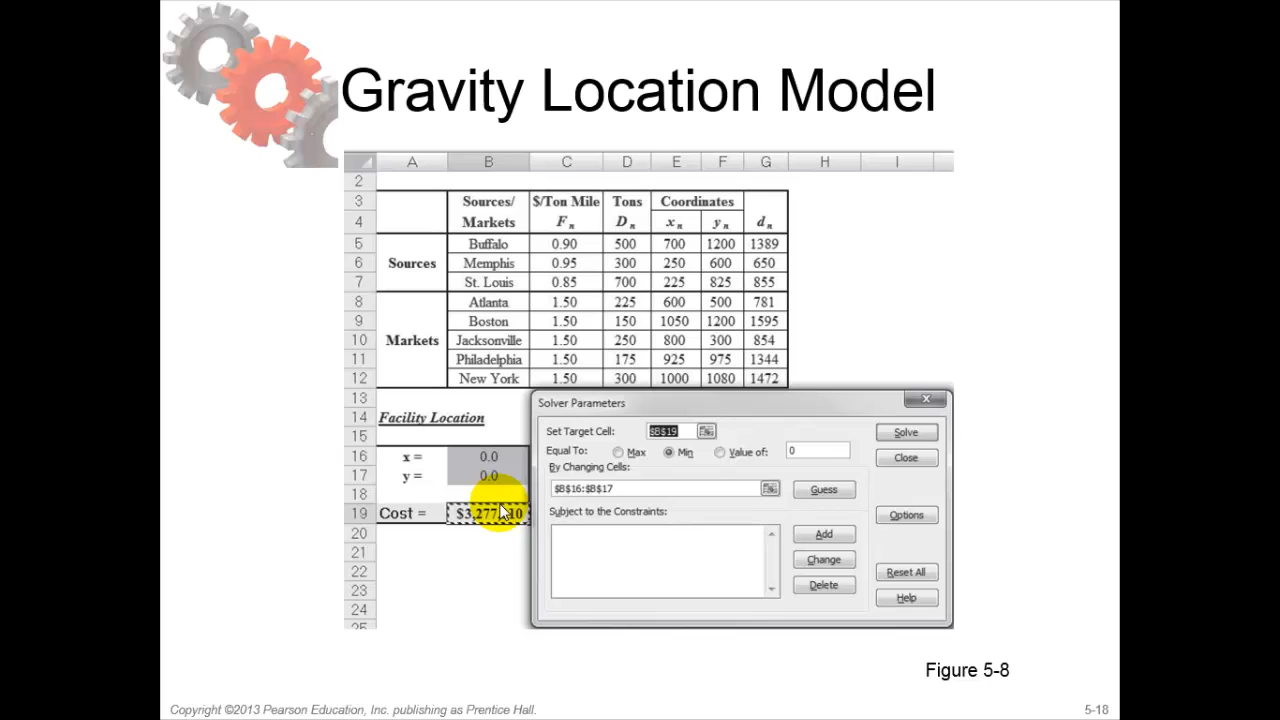 Gravity Location Model
A B C D E F G H I
2
3 Sources/ $/Ton Mile Tons Coordinates
4 Markets F n D n x n y n d n
5 Buffalo 0.90 500 700 1200 1389
6 Sources Memphis 0.95 300 250 600 650
7 St. Louis 0.85 700 225 825 855
8 Atlanta 1.50 225 600 500 781
9 Boston 1.50 150 1050 1200 1595
10 Markets Jacksonville 1.50 250 800 300 854
11 Philadelphia 1.50 175 925 975 1344
12 New York 1.50 300 1000 1080 1472
13
14 Facility Location
15
16 x = 0.0
17 y = 0.0
18
19 Cost =
20
21
22
23
24
25
Solver Parameters
Set Target Cell: $B$19 Solve
Equal To: Max Min Value of: 0
By Changing Cells: Close
$B$16:$B$17 Guess
Subject to the Constraints: Options
Add
Change
Reset All
Delete
Help
Figure 5-8
Copyright ©2013 Pearson Education, Inc. publishing as Prentice Hall. 5-18